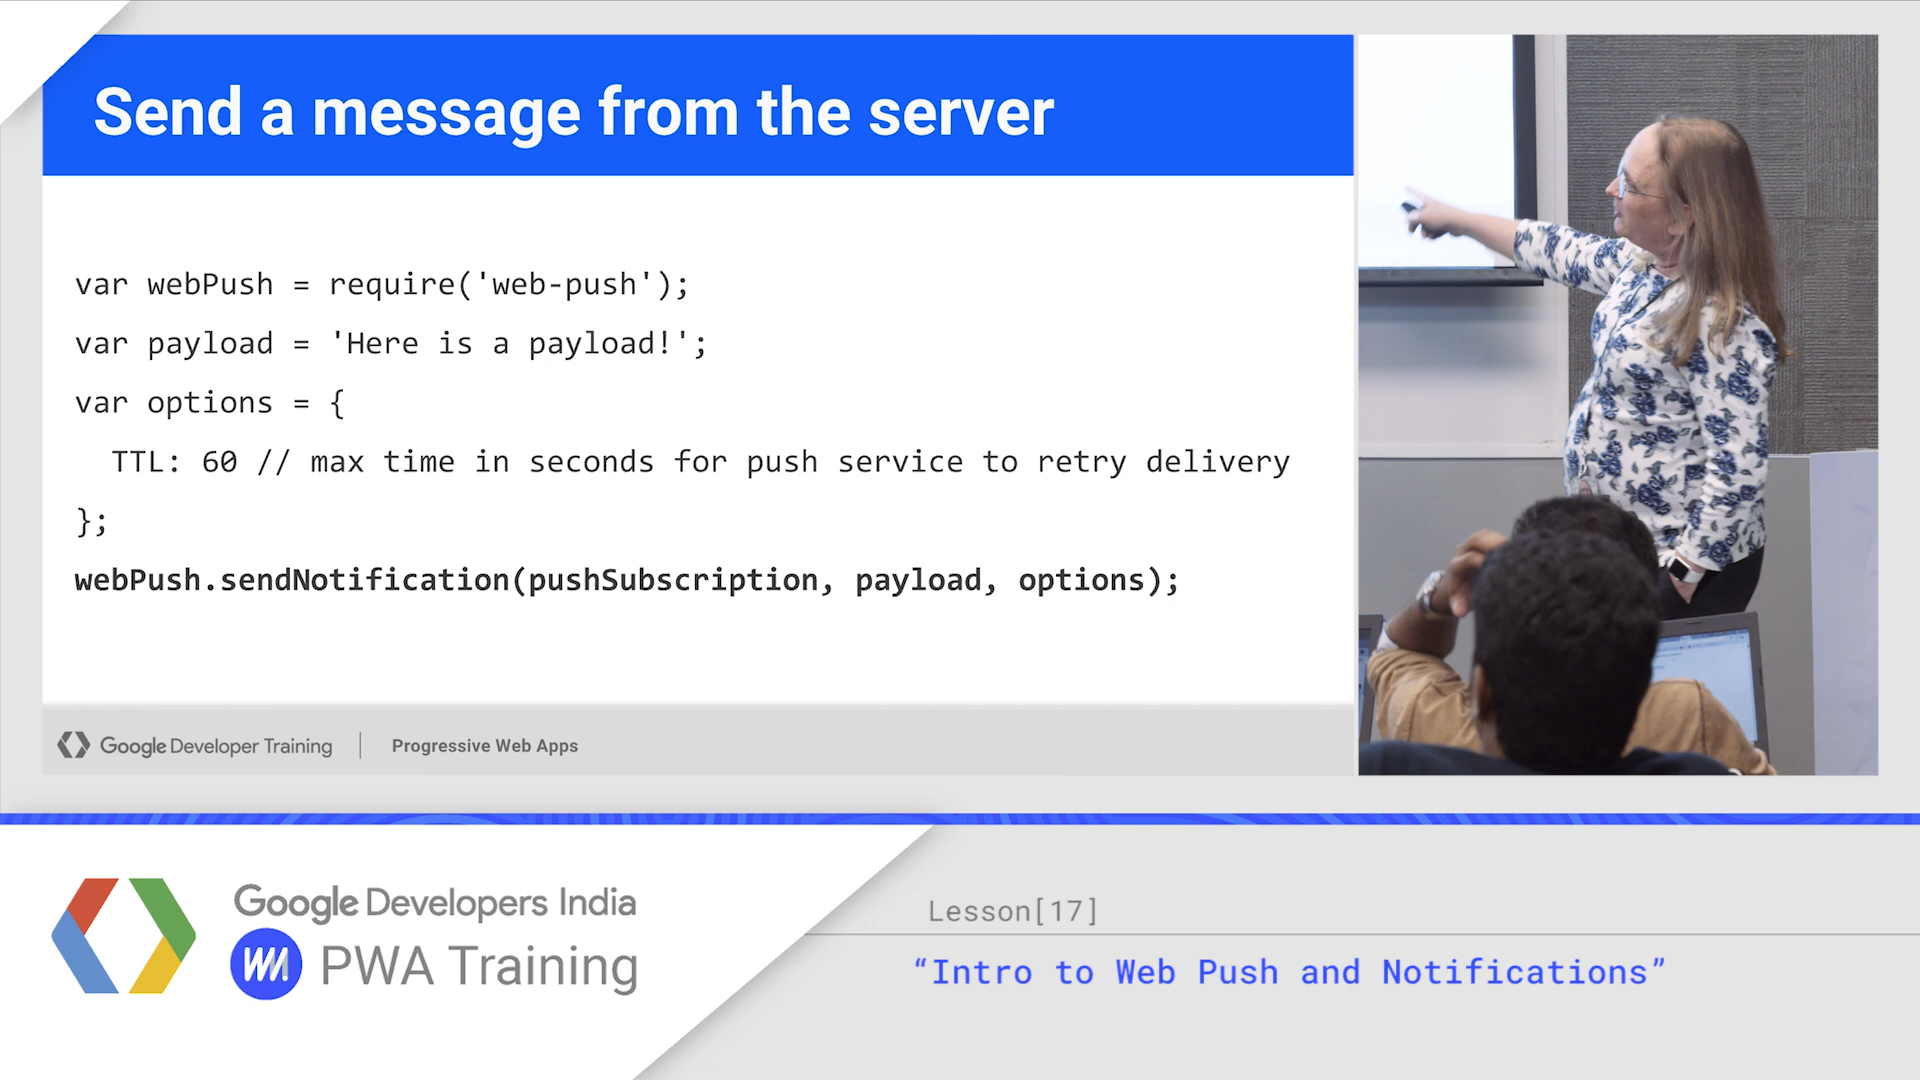 Send a message from the server
var webPush = require('web-push');
var payload = 'Here is a payload!';
var options = {
TTL: 60 // max time in seconds for push service to retry delivery
};
webPush.sendNotification(pushSubscription, payload, options);
Google Developer Training | Progressive Web Apps
Google Developers India
PWA Training
Lesson[17]
“Intro to Web Push and Notifications”